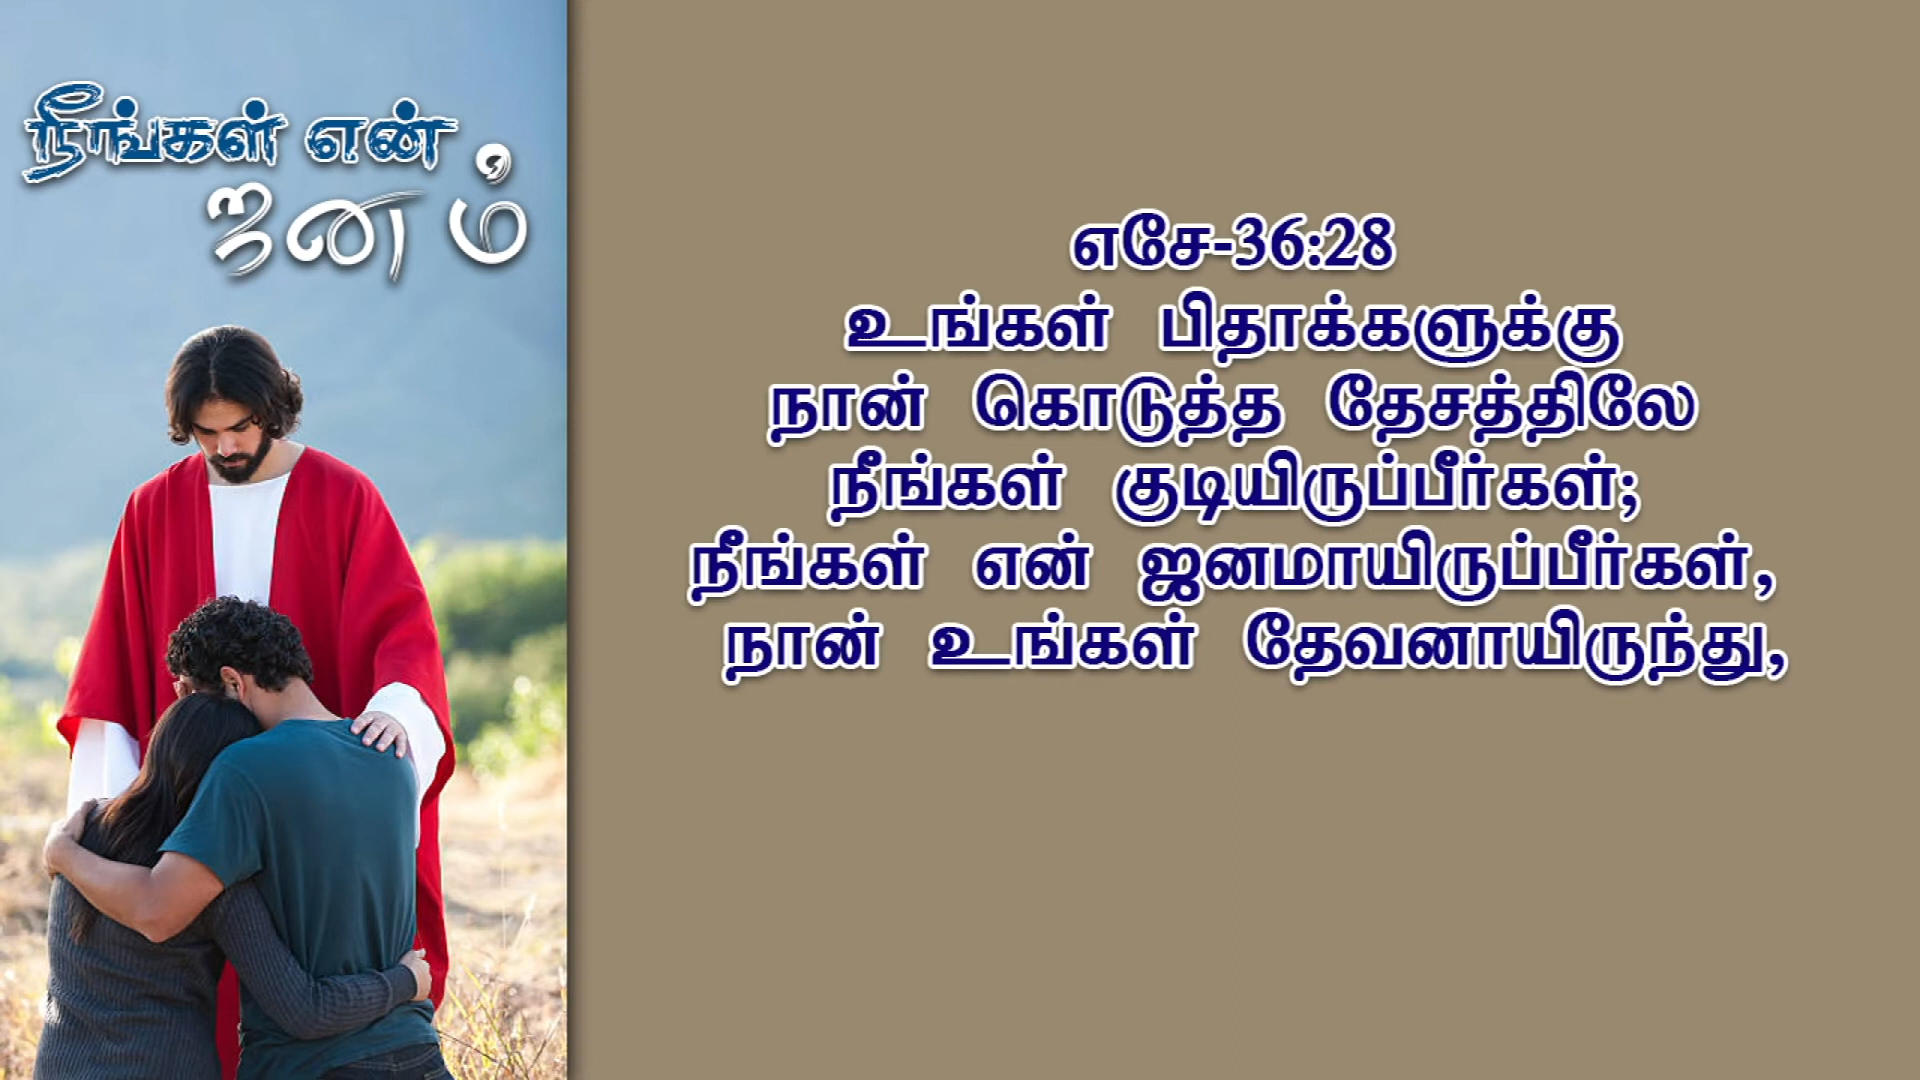 நீங்கள் என்
ஜனம்
எசே-36:28
உங்கள் பிதாக்களுக்கு
நான் கொடுத்த தேசத்திலே
நீங்கள் குடியிருப்பீர்கள்;
நீங்கள் என் ஜனமாயிருப்பீர்கள்,
நான் உங்கள் தேவனாயிருந்து,